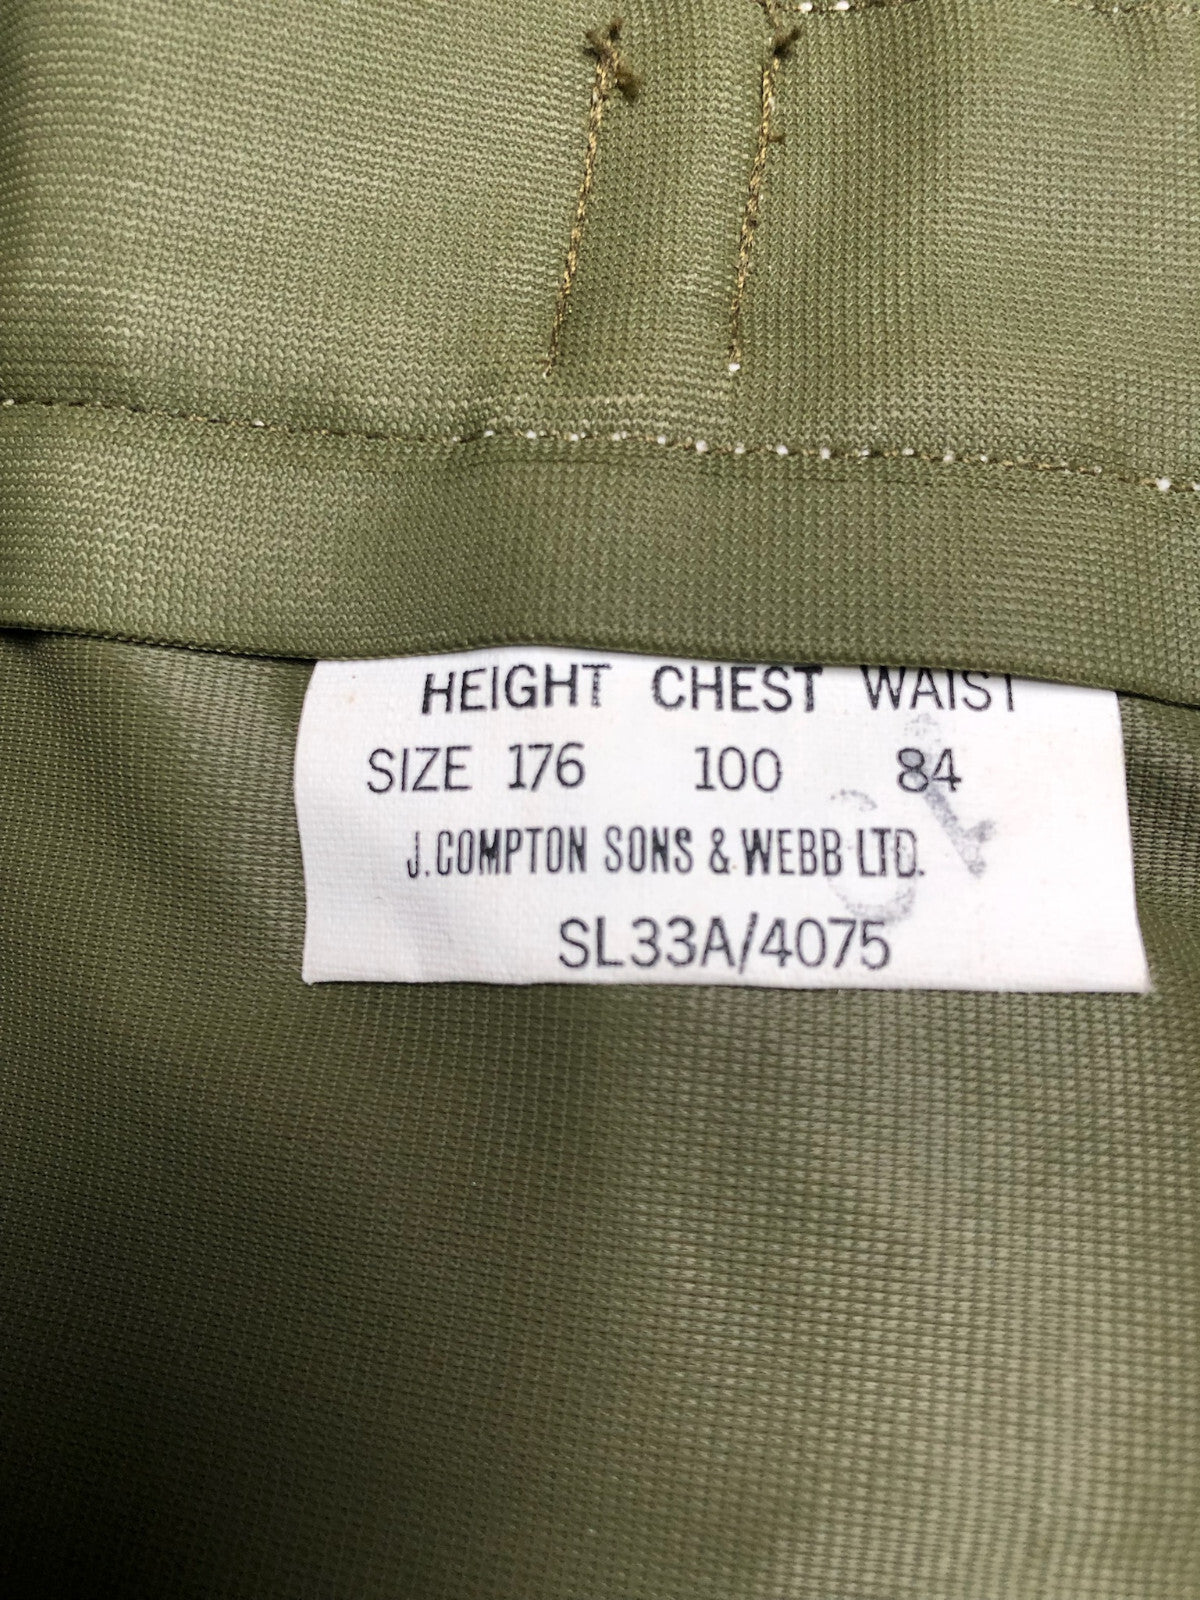 HEIGHT CHEST WAIST
SIZE 176 100 84
J. COMPTON SONS & WEBB LTD.
SL33A/4075